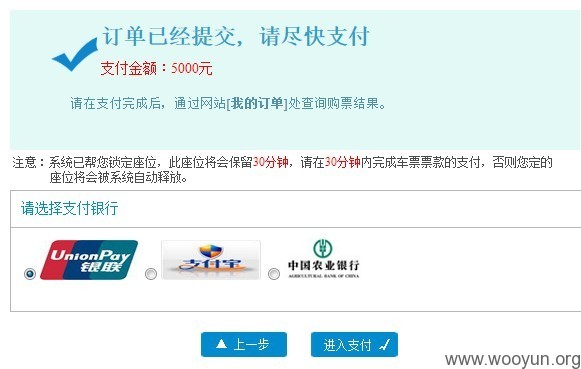 订单已经提交，请尽快支付
支付金额：5000元
请在支付完成后，通过网站[我的订单]处查询购票结果。
注意：系统已帮您锁定座位，此座位将会保留30分钟，请在30分钟内完成车票票款的支付，否则您定的
座位将会被系统自动释放。
请选择支付银行
UnionPay
银联
支付宝
中国农业银行
AGRICULTURAL BANK OF CHINA
上一步
进入支付
www.wooyun.org